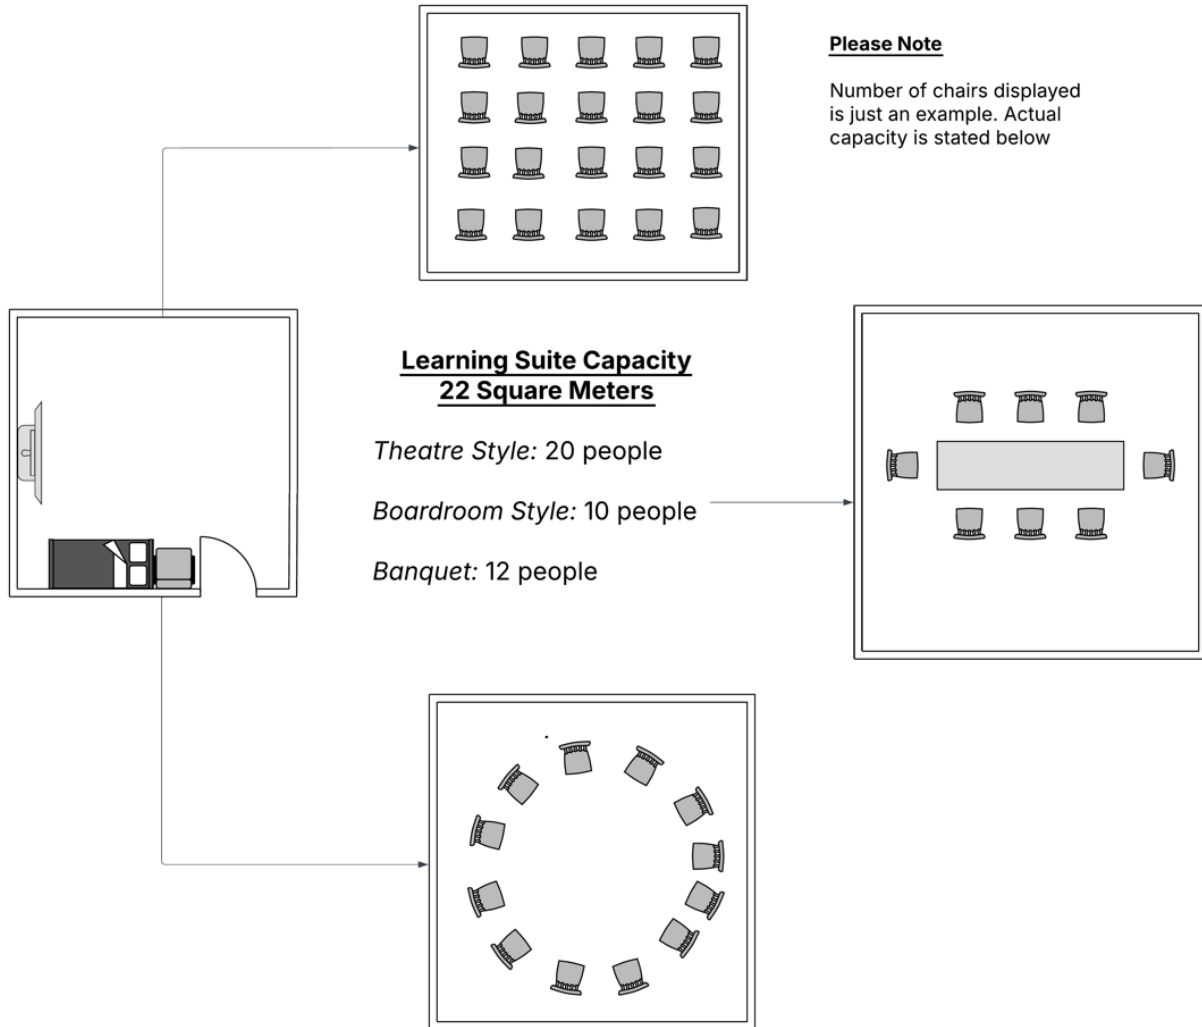 Please Note
Number of chairs displayed
is just an example. Actual
capacity is stated below
Learning Suite Capacity
22 Square Meters
Theatre Style: 20 people
Boardroom Style: 10 people
Banquet: 12 people